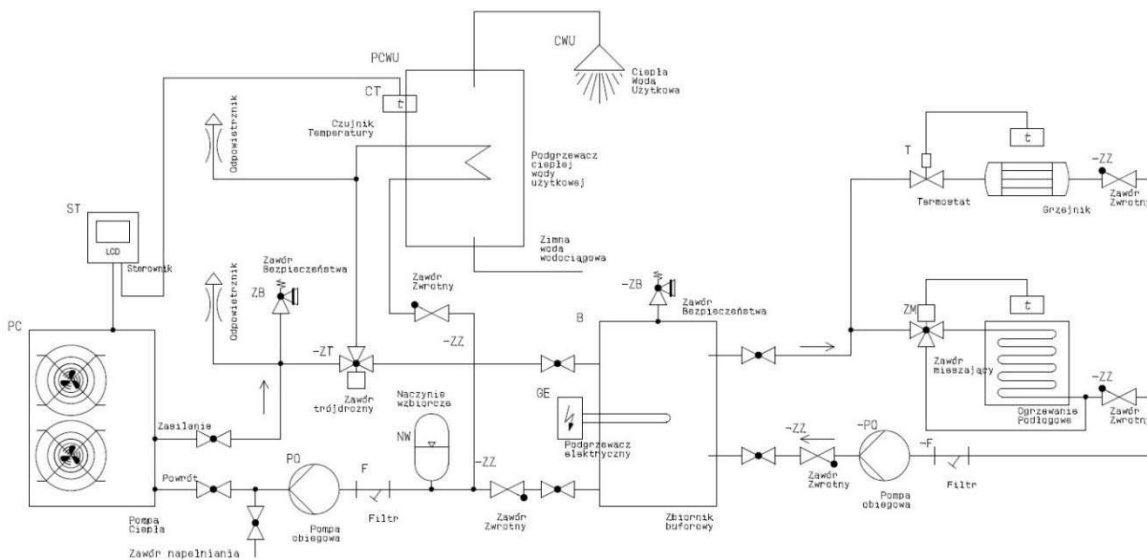 CWU
PCWU
Ciepła
Woda
Użytkowa
CT
t
Czujnik
Temperatury
Odpowietrznik
Podgrzewacz
ciepłej
wody
użytkowej
T
t
-ZZ
Zawór
Zwrotny
Termostat
Grzejnik
ST
LCD
Sterownik
Zimna
woda
wodociągowa
Zawór
Bezpieczeństwa
ZB
Odpowietrznik
Zawór
Zwrotny
-ZZ
-ZB
Zawór
Bezpieczeństwa
B
PC
-ZT
Zawór
trójdrożny
ZM
t
Zawór
mieszający
-ZZ
Zawór
Zwrotny
Ogrzewanie
Podłogowe
Naczynie
wzbiorcze
NW
GE
Podgrzewacz
elektryczny
Zasilanie
Powrót
PO
F
-ZZ
Filtr
Zawór
Zwrotny
Pompa
obiegowa
Pompa
Ciepła
Zawór napełniania
Zbiornik
buforowy
-ZZ
Zawór
Zwrotny
-PO
Pompa
obiegowa
-F
Filtr